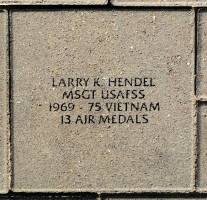 LARRY K. HENDEL
MSGT USAFSS
1969 - 75 VIETNAM
13 AIR MEDALS